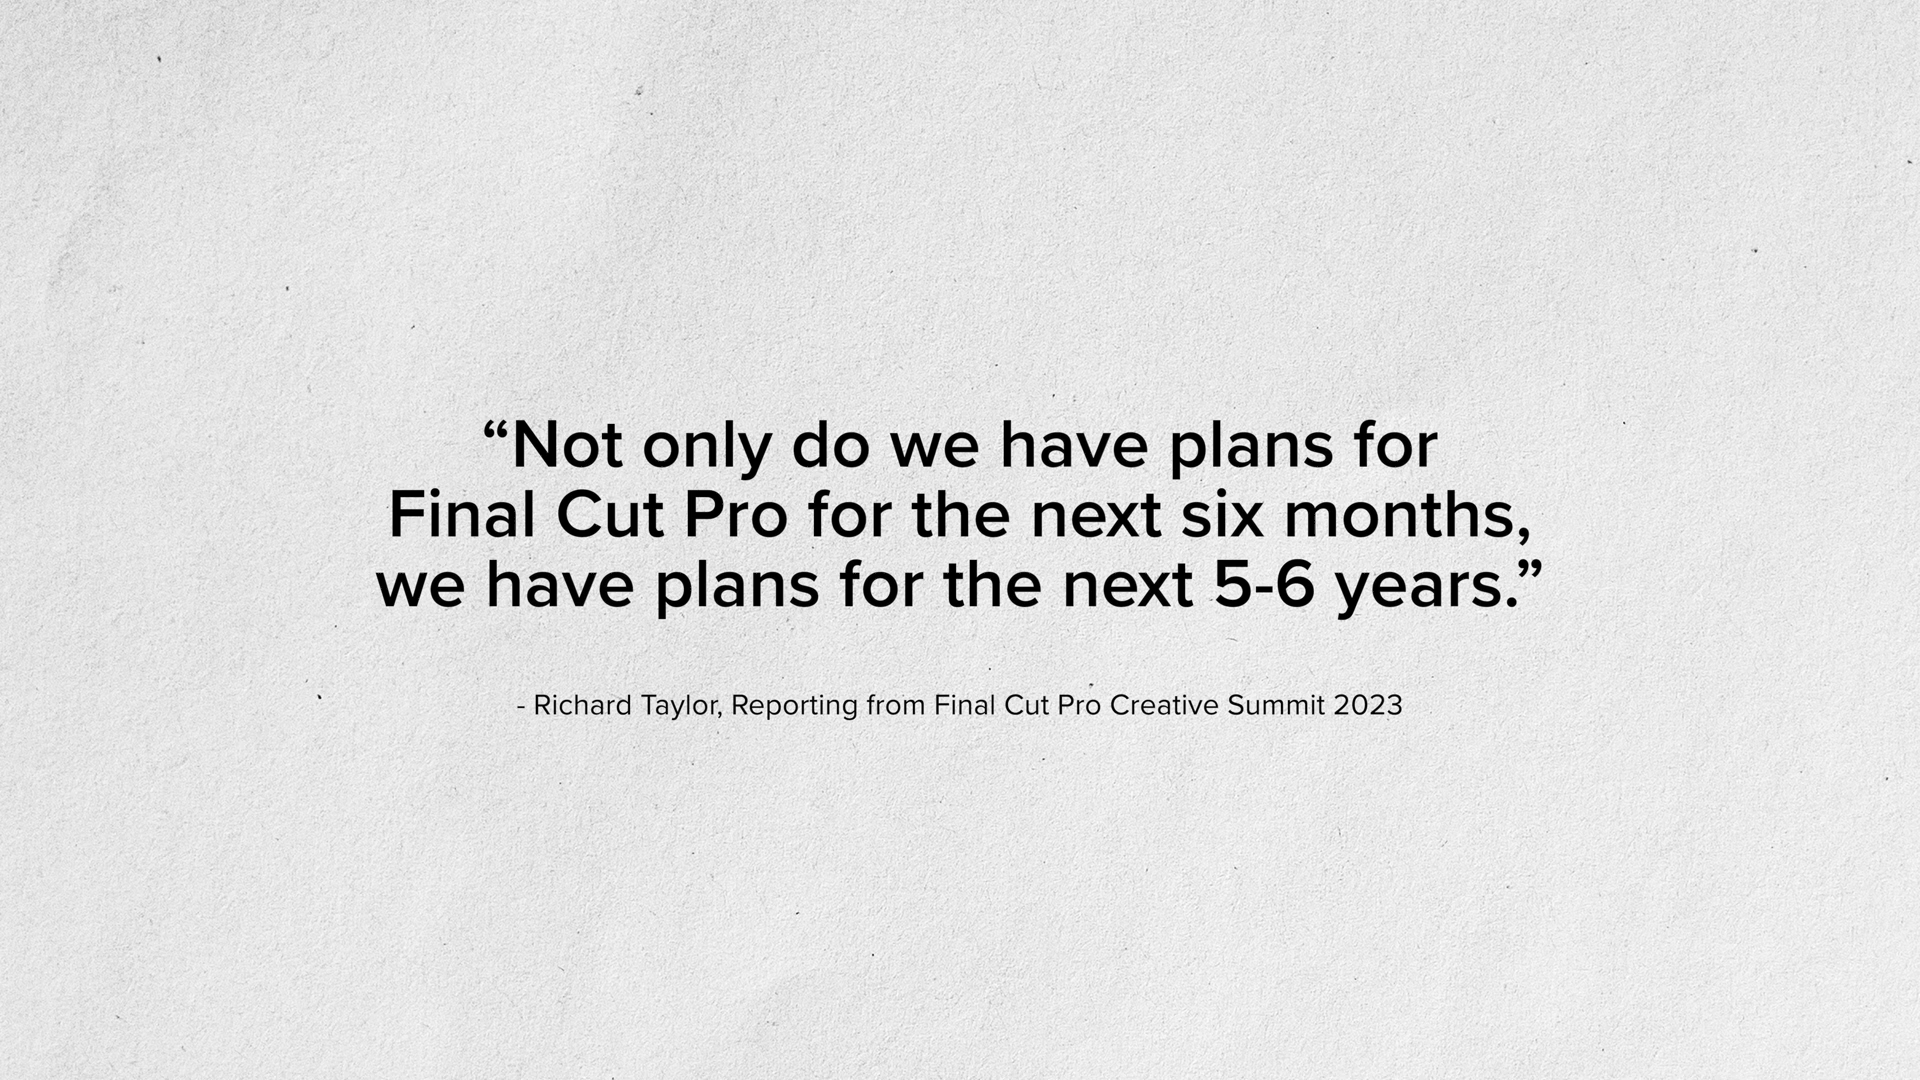 “Not only do we have plans for
Final Cut Pro for the next six months,
we have plans for the next 5-6 years.”
- Richard Taylor, Reporting from Final Cut Pro Creative Summit 2023